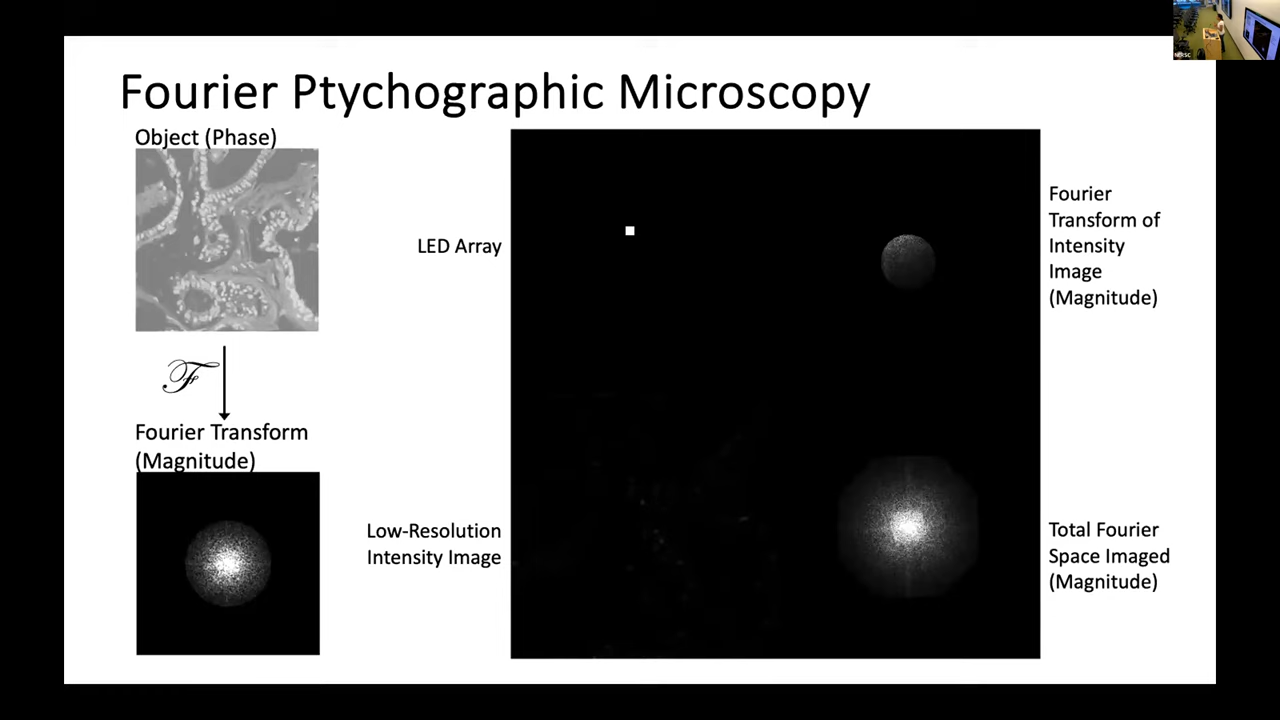 Fourier Ptychographic Microscopy
Object (Phase)
ℱ
Fourier Transform
(Magnitude)
LED Array
Low-Resolution
Intensity Image
Fourier
Transform of
Intensity
Image
(Magnitude)
Total Fourier
Space Imaged
(Magnitude)